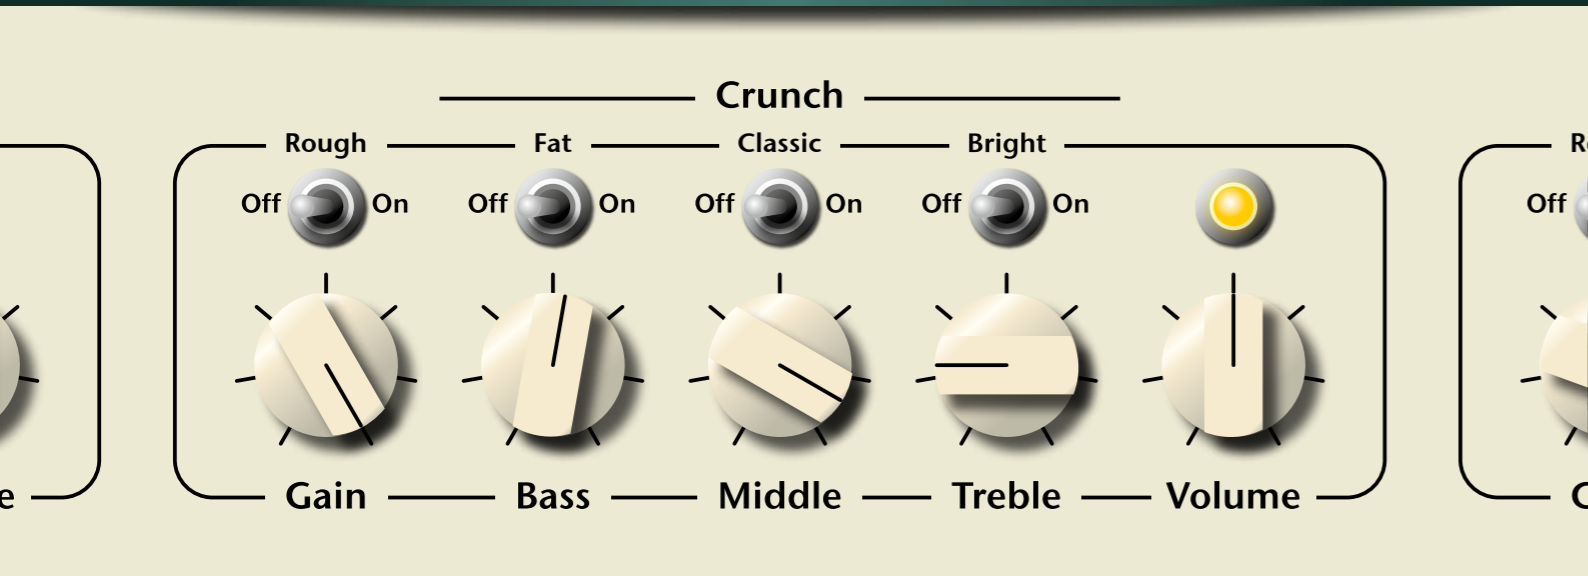 Crunch
Rough Fat Classic Bright
Off On Off On Off On Off On Off
Gain Bass Middle Treble Volume